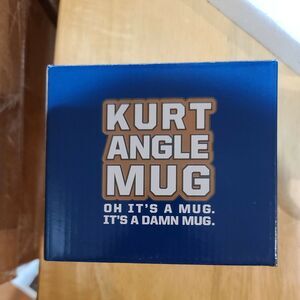 KURT
ANGLE
MUG
OH IT'S A MUG.
IT'S A DAMN MUG.